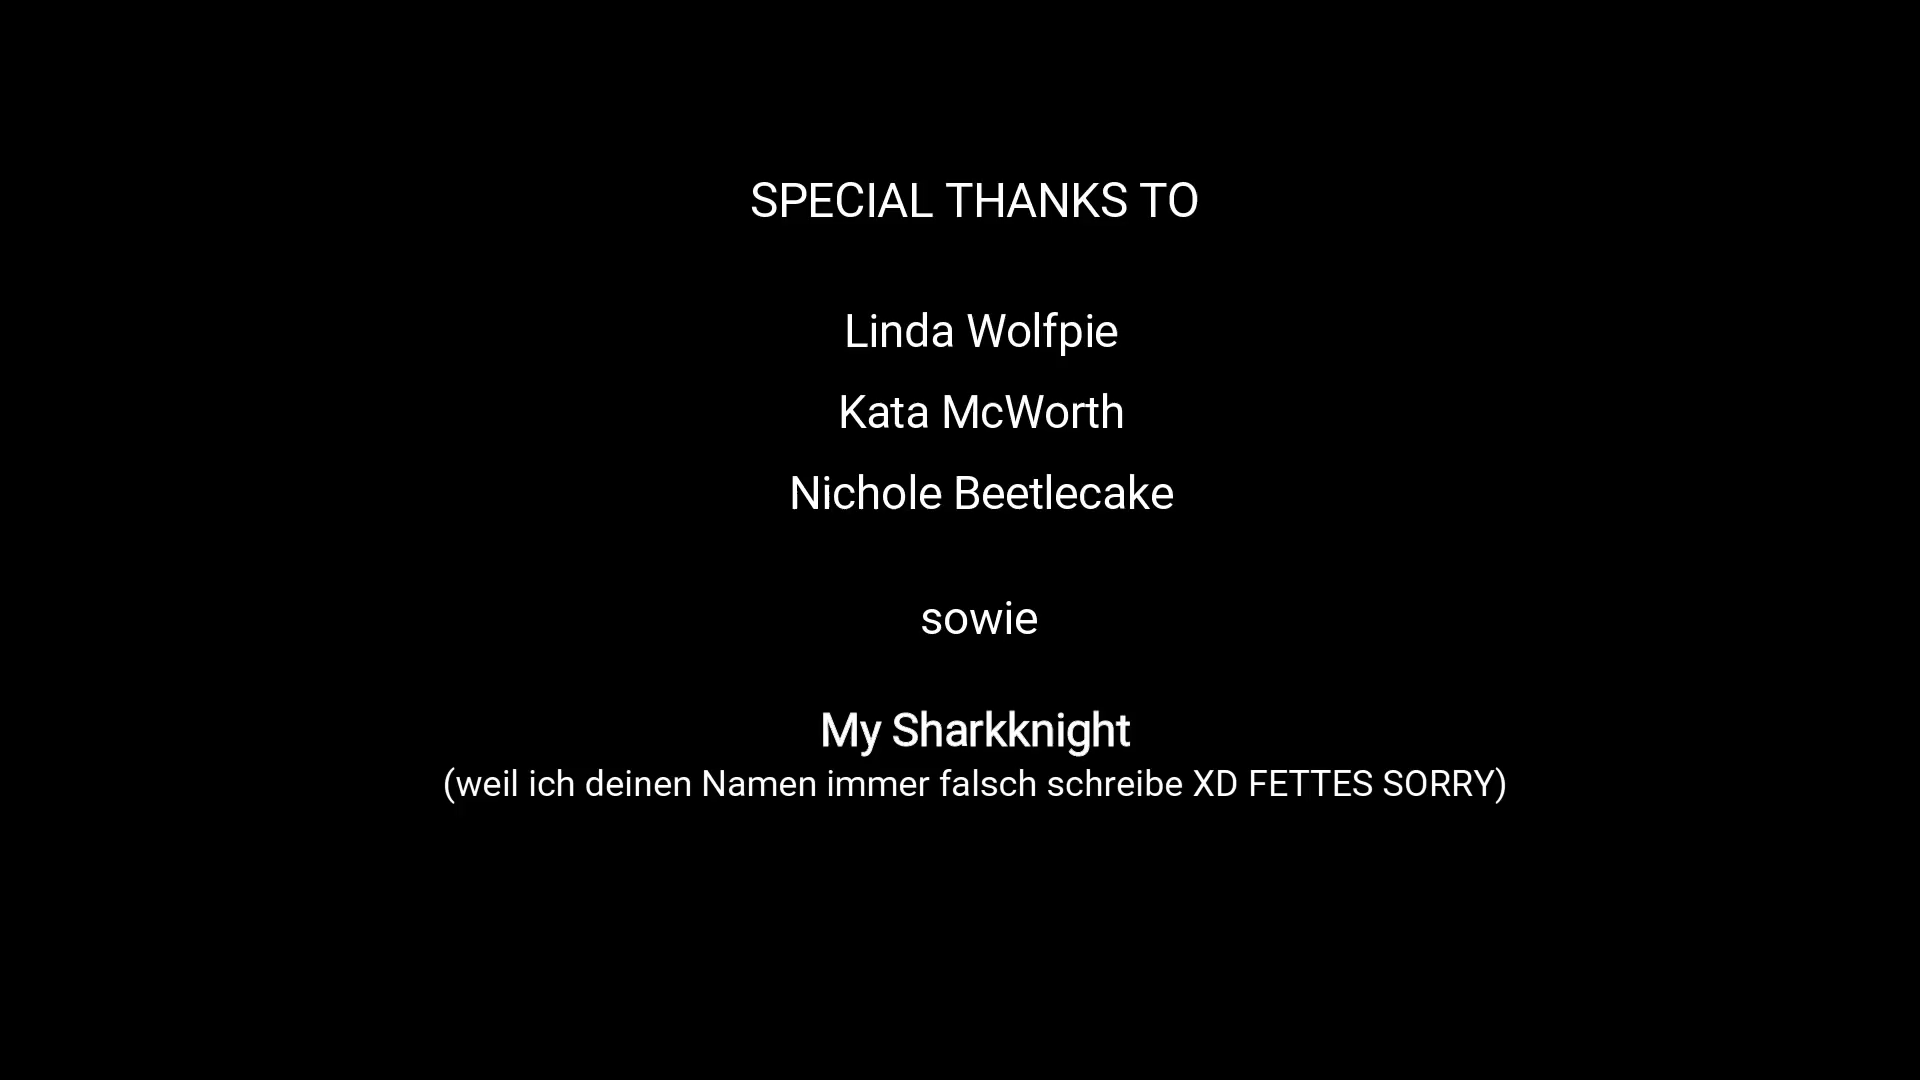 SPECIAL THANKS TO
Linda Wolfpie
Kata McWorth
Nichole Beetlecake
sowie
My Sharkknight
(weil ich deinen Namen immer falsch schreibe XD FETTES SORRY)